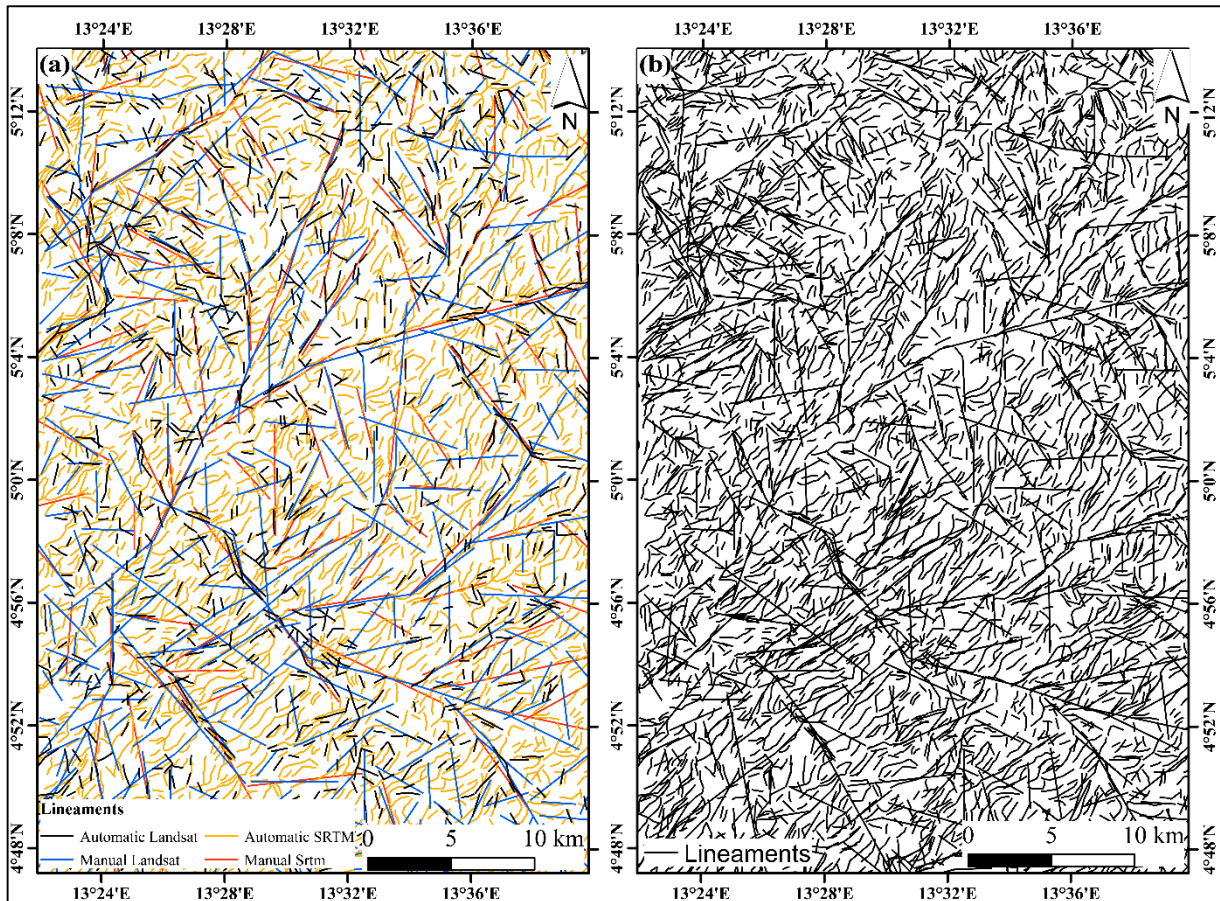 13°24'E 13°28'E 13°32'E 13°36'E
13°24'E 13°28'E 13°32'E 13°36'E
(a)
N
5°12'N
5°8'N
5°4'N
5°0'N
4°56'N
4°52'N
4°48'N
Lineaments
Automatic Landsat Automatic SRTM
Manual Landsat Manual Srtm
0 5 10 km
(b)
N
5°12'N
5°8'N
5°4'N
5°0'N
4°56'N
4°52'N
4°48'N
Lineaments
0 5 10 km
13°24'E 13°28'E 13°32'E 13°36'E
13°24'E 13°28'E 13°32'E 13°36'E